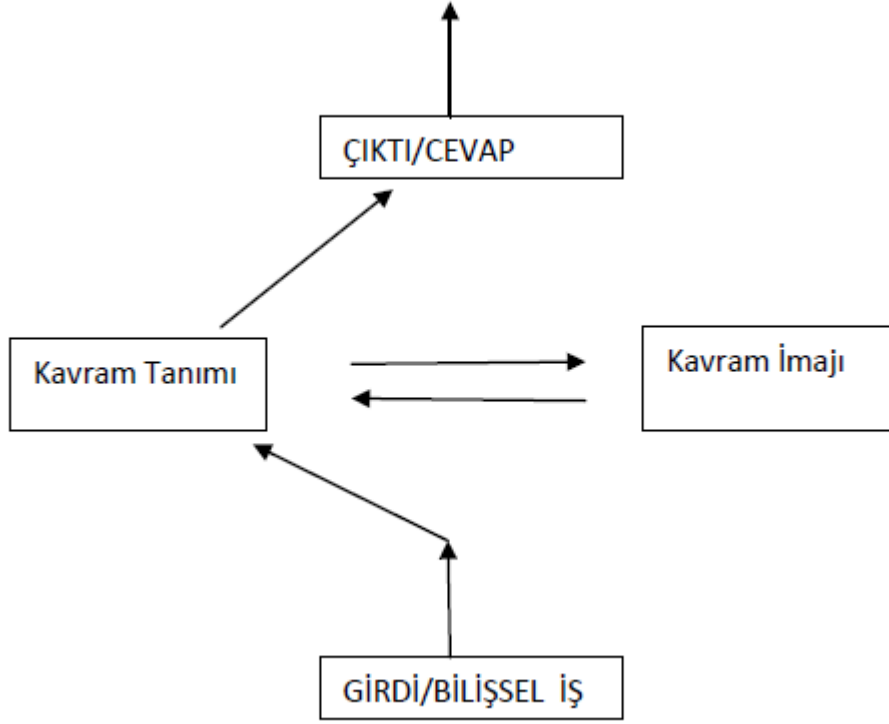 ÇIKTI/CEVAP
Kavram Tanımı
Kavram İmajı
GİRDİ/BİLİŞSEL İŞ